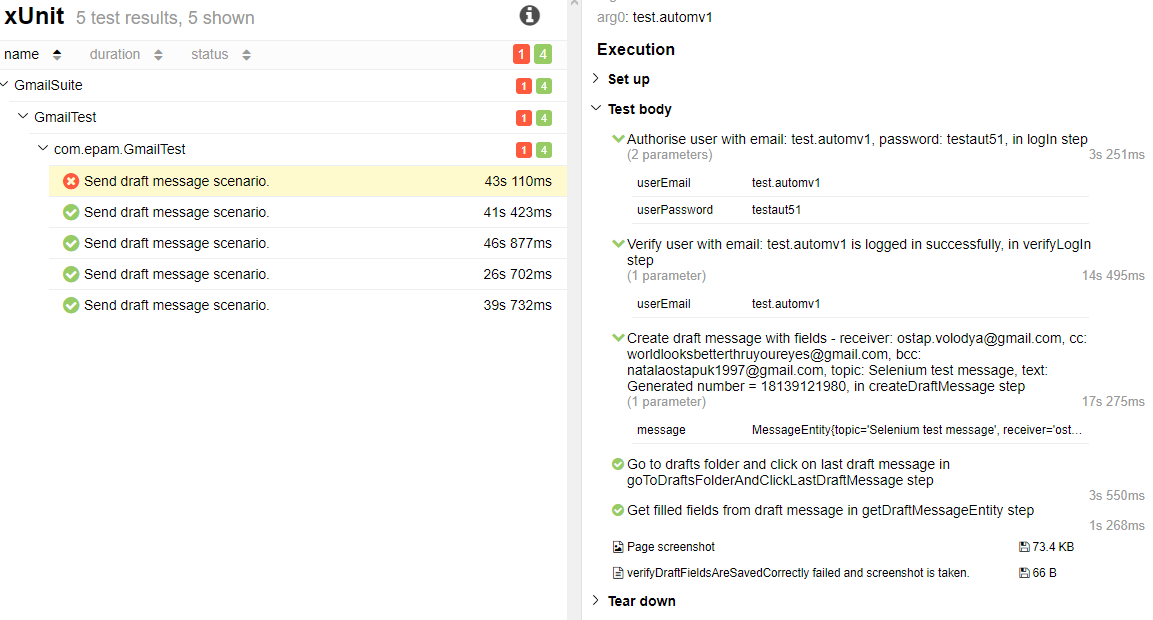 xUnit 5 test results, 5 shown
name duration status 1 4
GmailSuite 1 4
GmailTest 1 4
com.epam.GmailTest 1 4
Send draft message scenario. 43s 110ms
Send draft message scenario. 41s 423ms
Send draft message scenario. 46s 877ms
Send draft message scenario. 26s 702ms
Send draft message scenario. 39s 732ms
arg0: test.automv1
Execution
Set up
Test body
Authorise user with email: test.automv1, password: testaut51, in logIn step
(2 parameters) 3s 251ms
userEmail test.automv1
userPassword testaut51
Verify user with email: test.automv1 is logged in successfully, in verifyLogIn
step
(1 parameter) 14s 495ms
userEmail test.automv1
Create draft message with fields - receiver: ostap.volodya@gmail.com, cc:
worldlooksbetterthruyoureyes@gmail.com, bcc:
natalaostapuk1997@gmail.com, topic: Selenium test message, text:
Generated number = 18139121980, in createDraftMessage step
(1 parameter) 17s 275ms
message MessageEntity{topic='Selenium test message', receiver='ost...
Go to drafts folder and click on last draft message in
goToDraftsFolderAndClickLastDraftMessage step
3s 550ms
Get filled fields from draft message in getDraftMessageEntity step
1s 268ms
Page screenshot 73.4 KB
verifyDraftFieldsAreSavedCorrectly failed and screenshot is taken. 66 B
Tear down